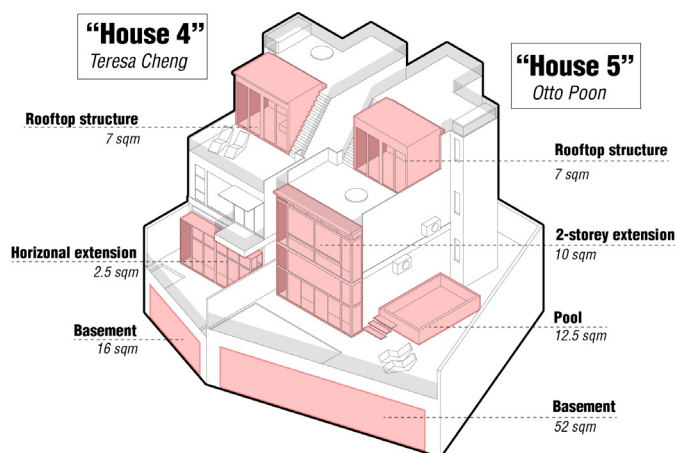 “House 4”
Teresa Cheng
Rooftop structure
7 sqm
Horizonal extension
2.5 sqm
Basement
16 sqm
“House 5”
Otto Poon
Rooftop structure
7 sqm
2-storey extension
10 sqm
Pool
12.5 sqm
Basement
52 sqm